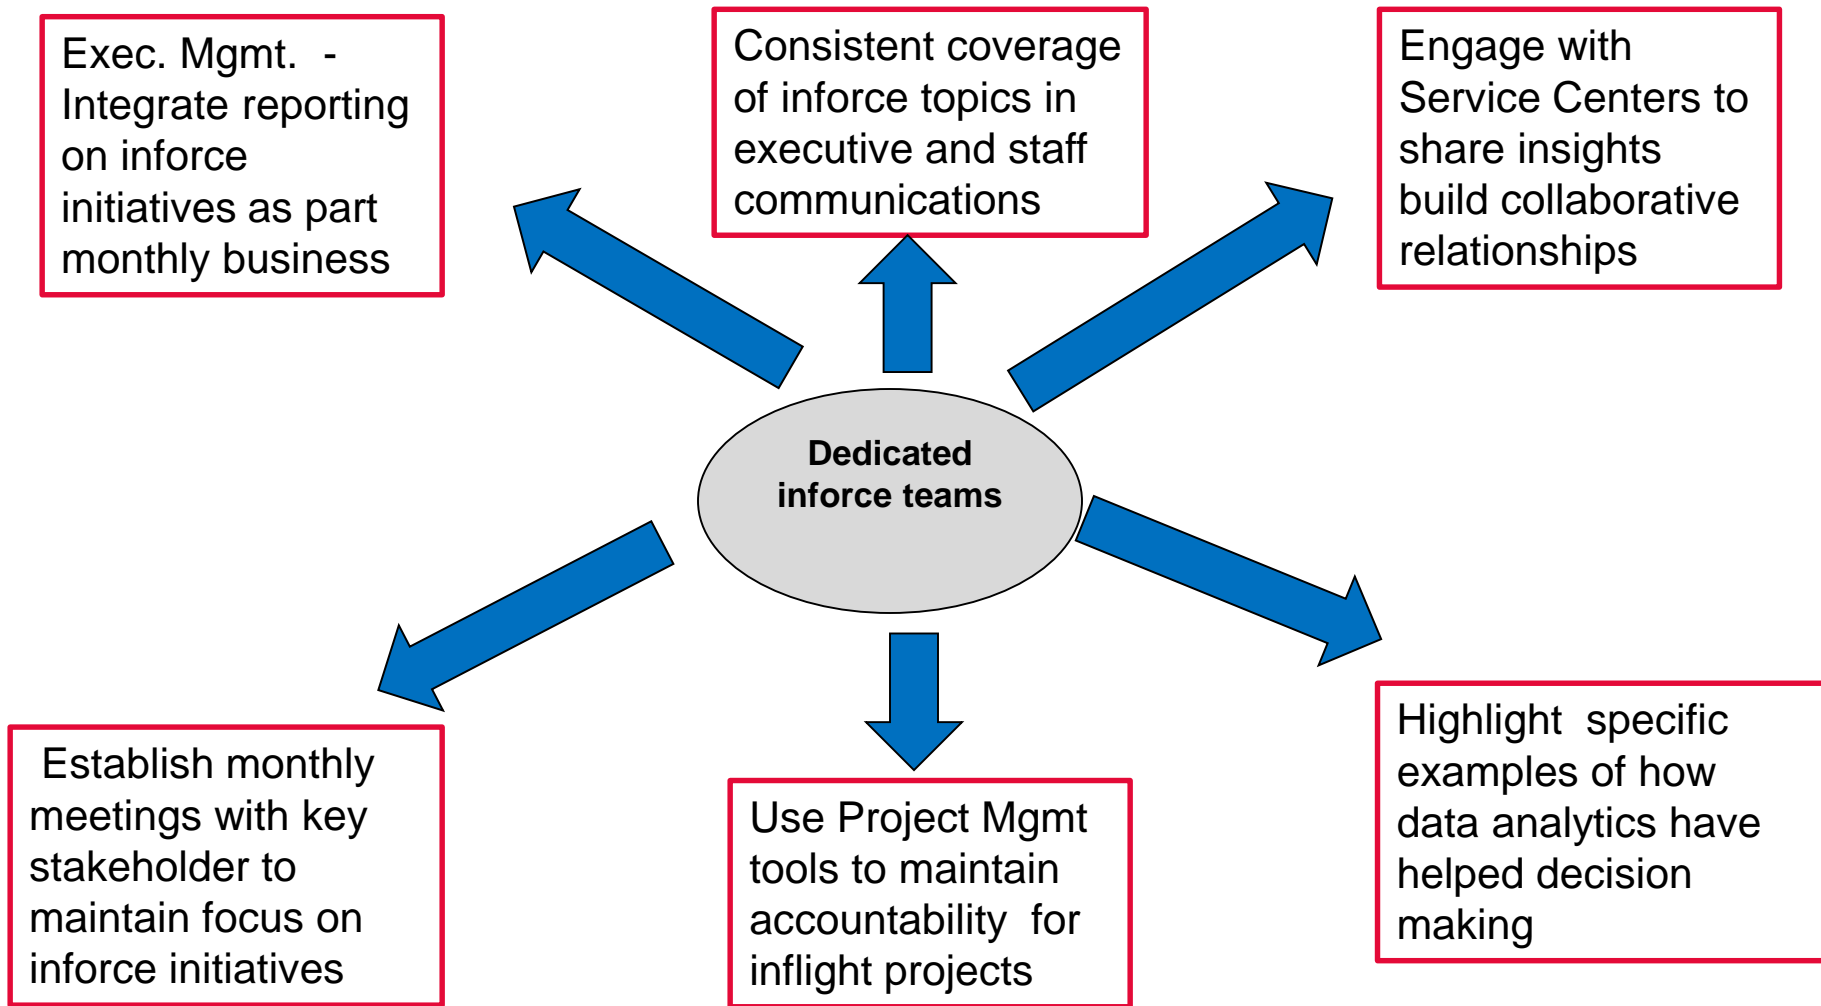 Exec. Mgmt.  -
Integrate reporting
on inforce
initiatives as part
monthly business
Consistent coverage
of inforce topics in
executive and staff
communications
Engage with
Service Centers to
share insights
build collaborative
relationships
Dedicated
inforce teams
Establish monthly
meetings with key
stakeholder to
maintain focus on
inforce initiatives
Use Project Mgmt
tools to maintain
accountability  for
inflight projects
Highlight  specific
examples of how
data analytics have
helped decision
making